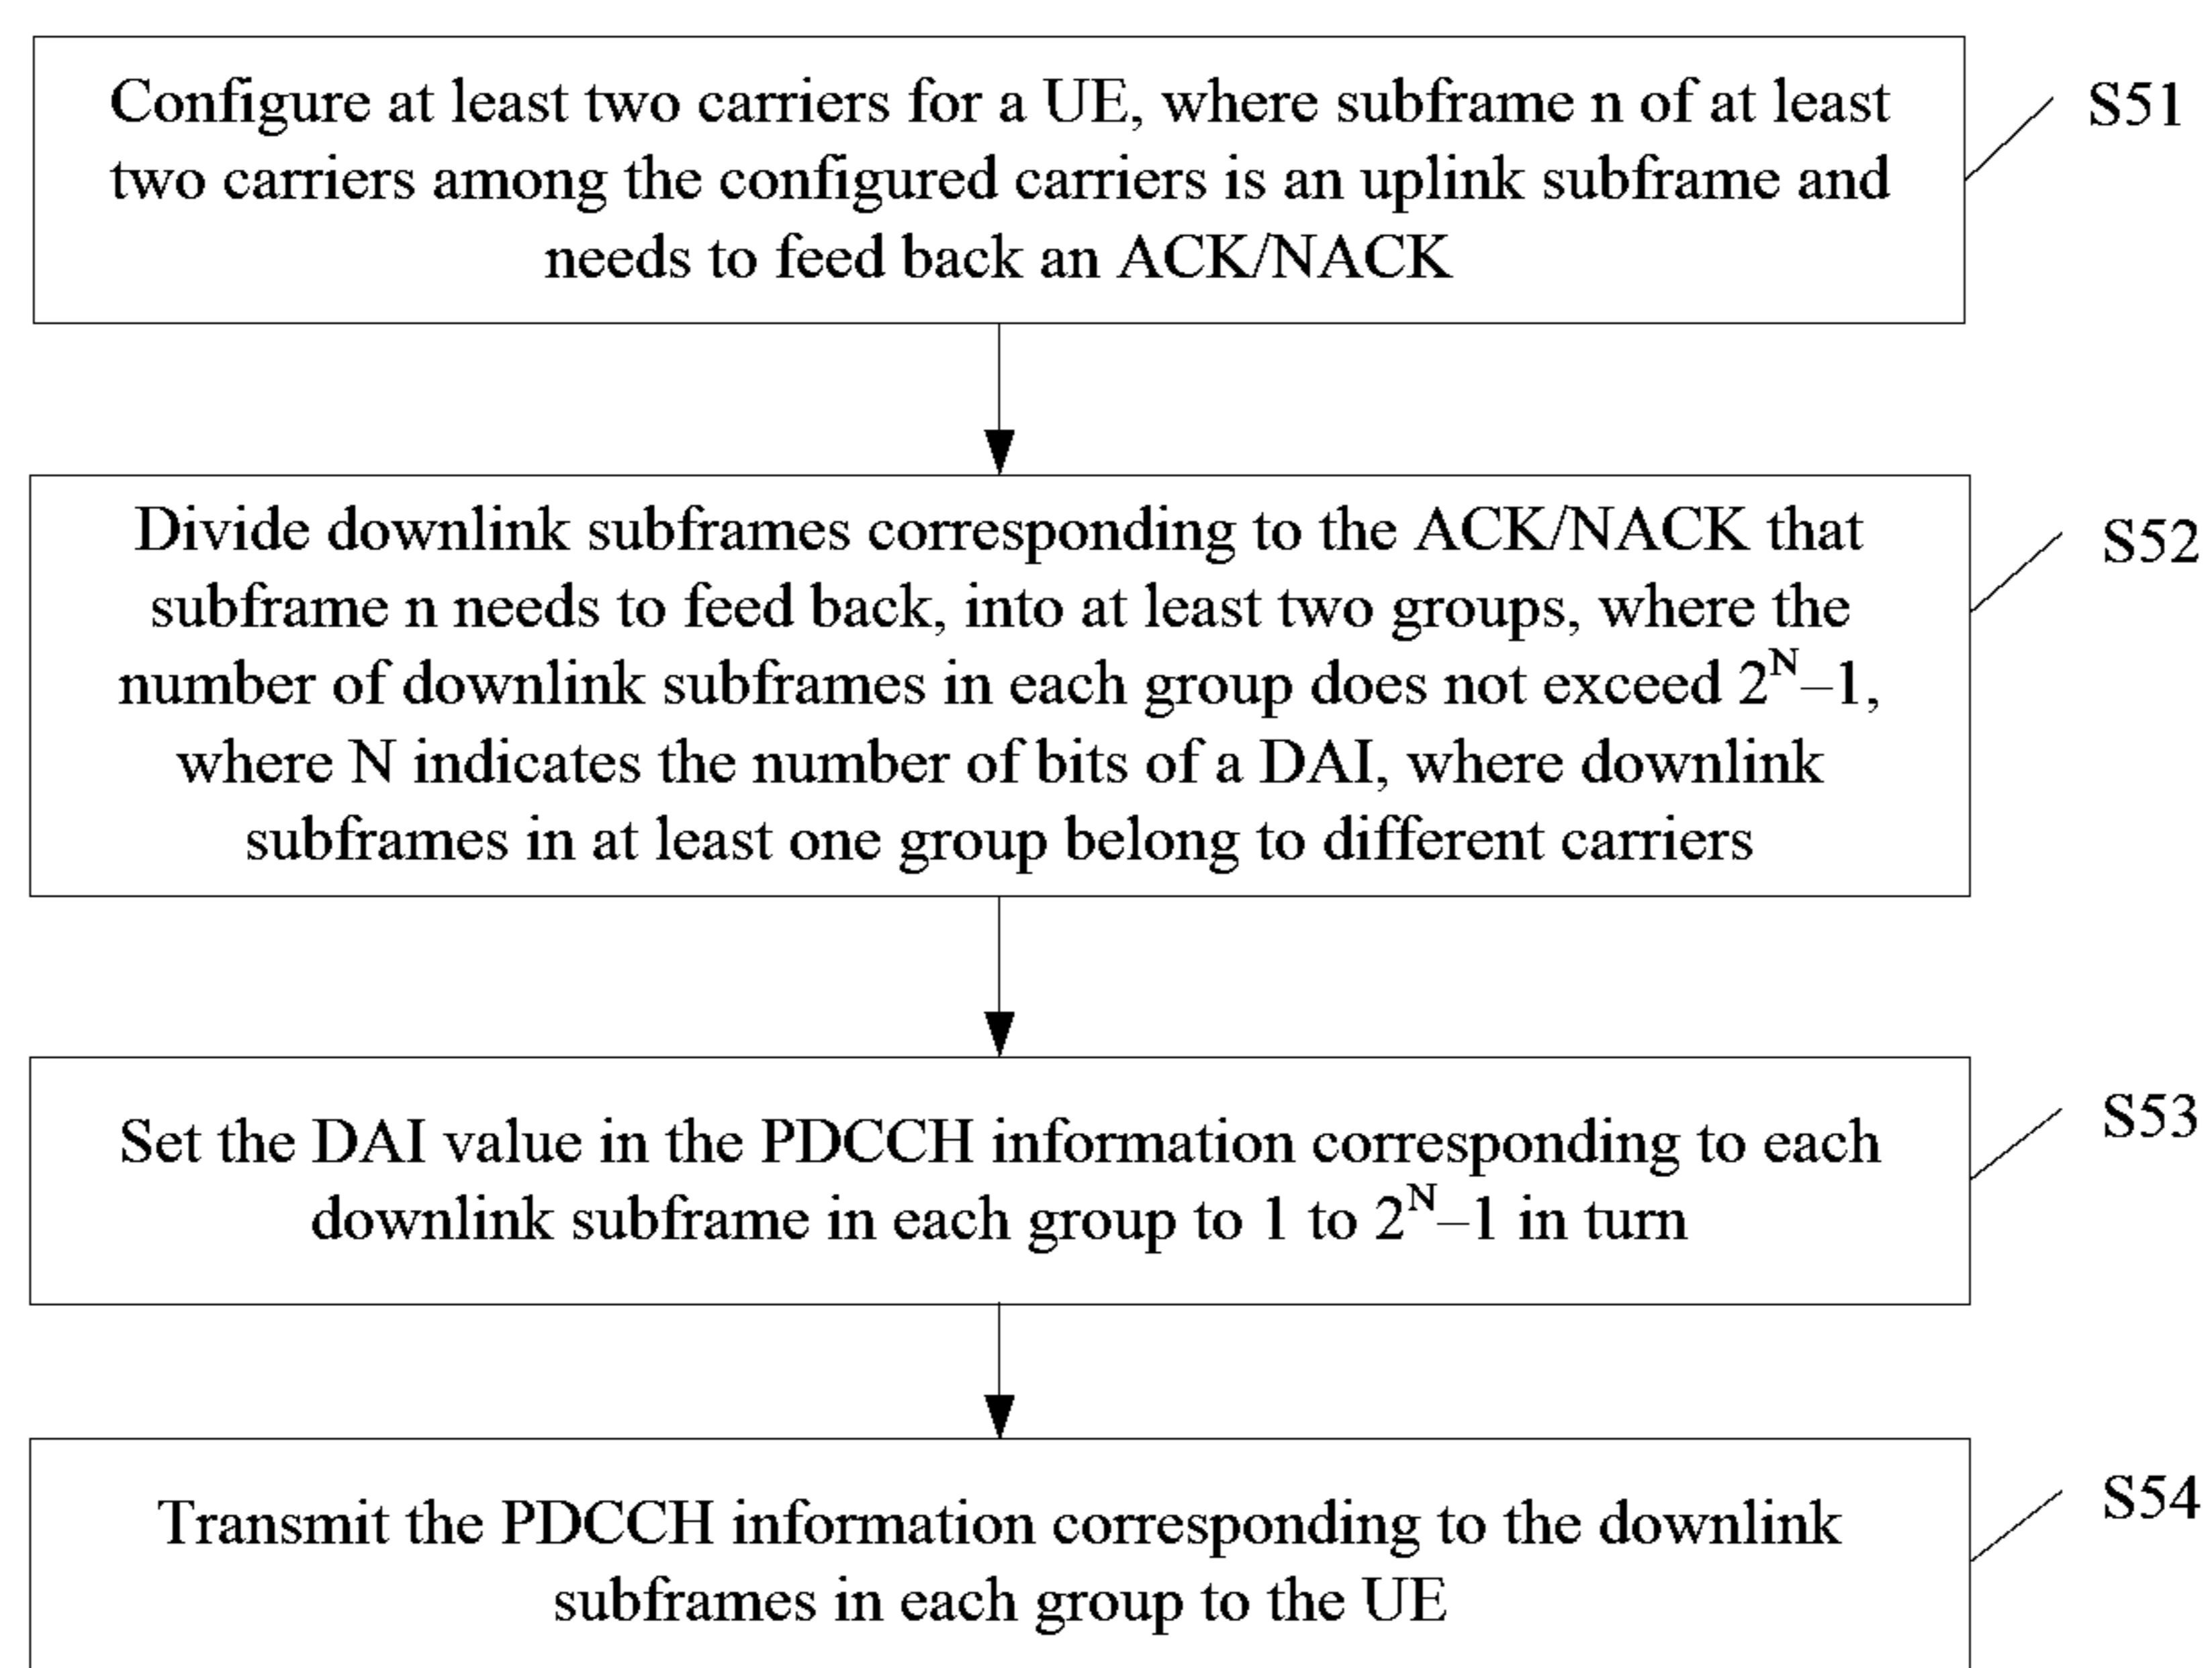 Configure at least two carriers for a UE, where subframe n of at least
two carriers among the configured carriers is an uplink subframe and
needs to feed back an ACK/NACK
S51
Divide downlink subframes corresponding to the ACK/NACK that
subframe n needs to feed back, into at least two groups, where the
number of downlink subframes in each group does not exceed 2^N–1,
where N indicates the number of bits of a DAI, where downlink
subframes in at least one group belong to different carriers
S52
Set the DAI value in the PDCCH information corresponding to each
downlink subframe in each group to 1 to 2^N–1 in turn
S53
Transmit the PDCCH information corresponding to the downlink
subframes in each group to the UE
S54